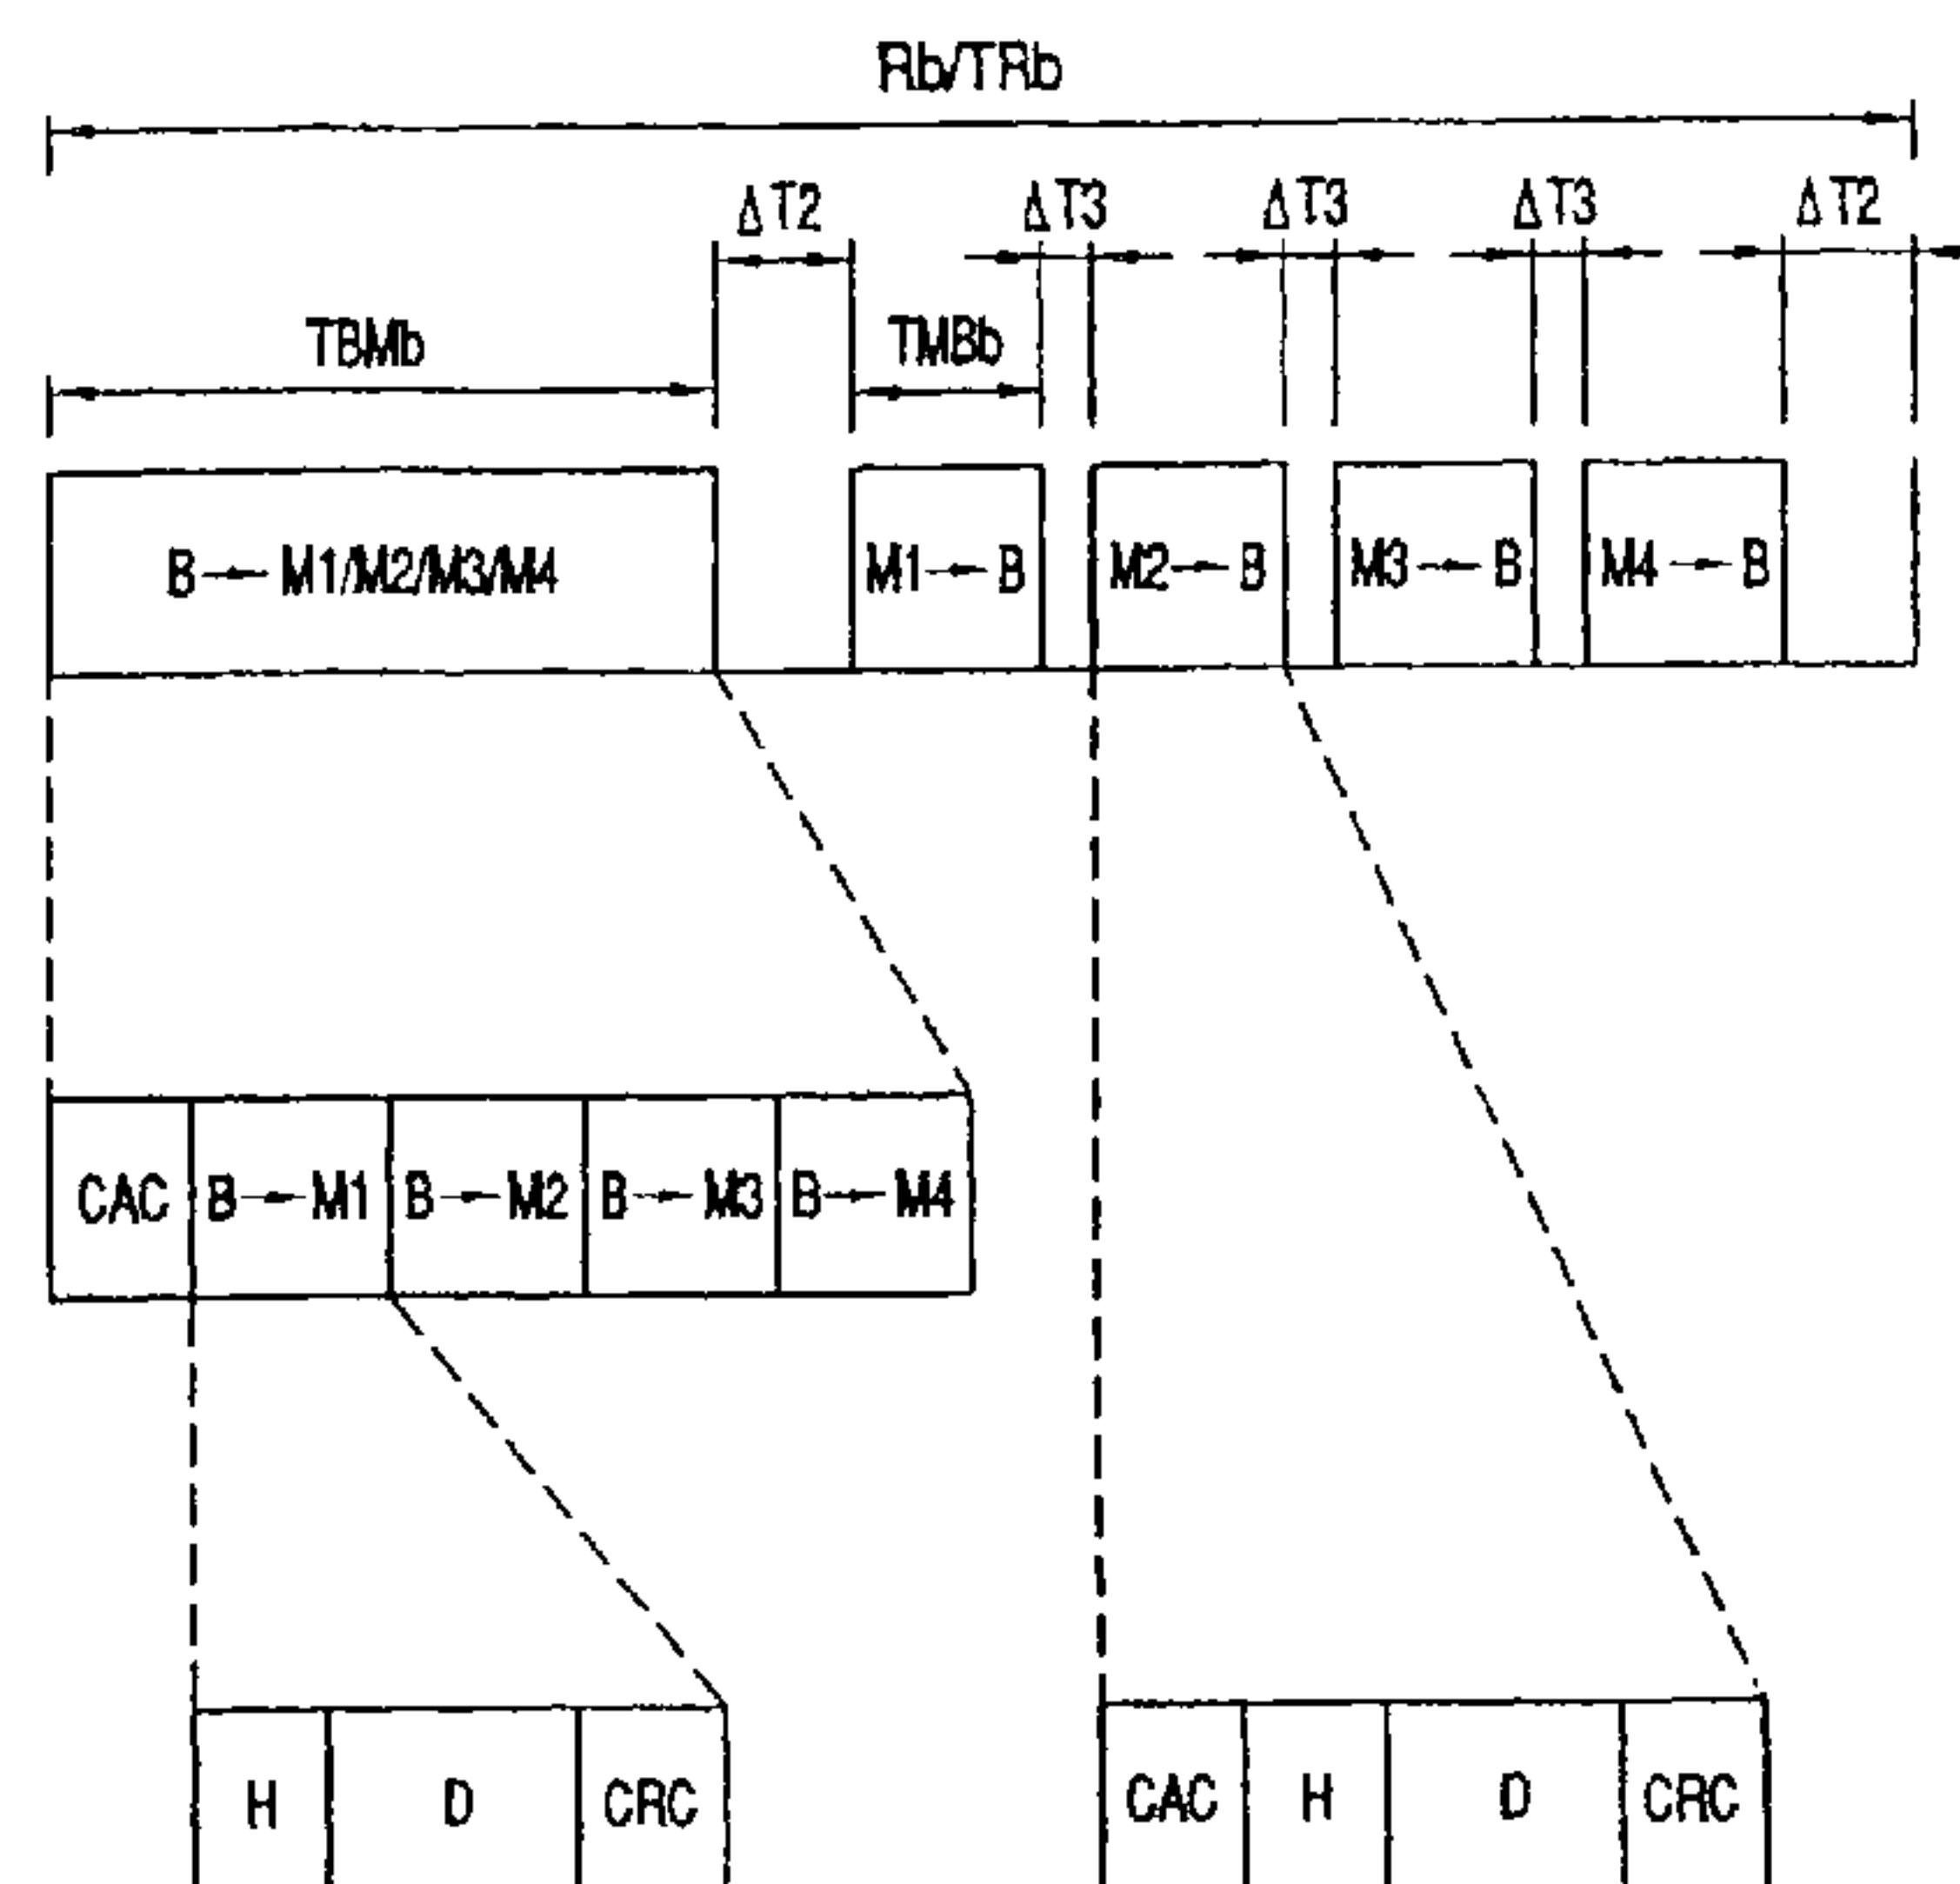 Rb/TRb
ΔT2 ΔT3 ΔT3 ΔT3 ΔT2
TBMb TMBb
B → M1/M2/M3/M4 M1 → B M2 → B M3 → B M4 → B
CAC B → M1 B → M2 B → M3 B → M4
H D CRC CAC H D CRC